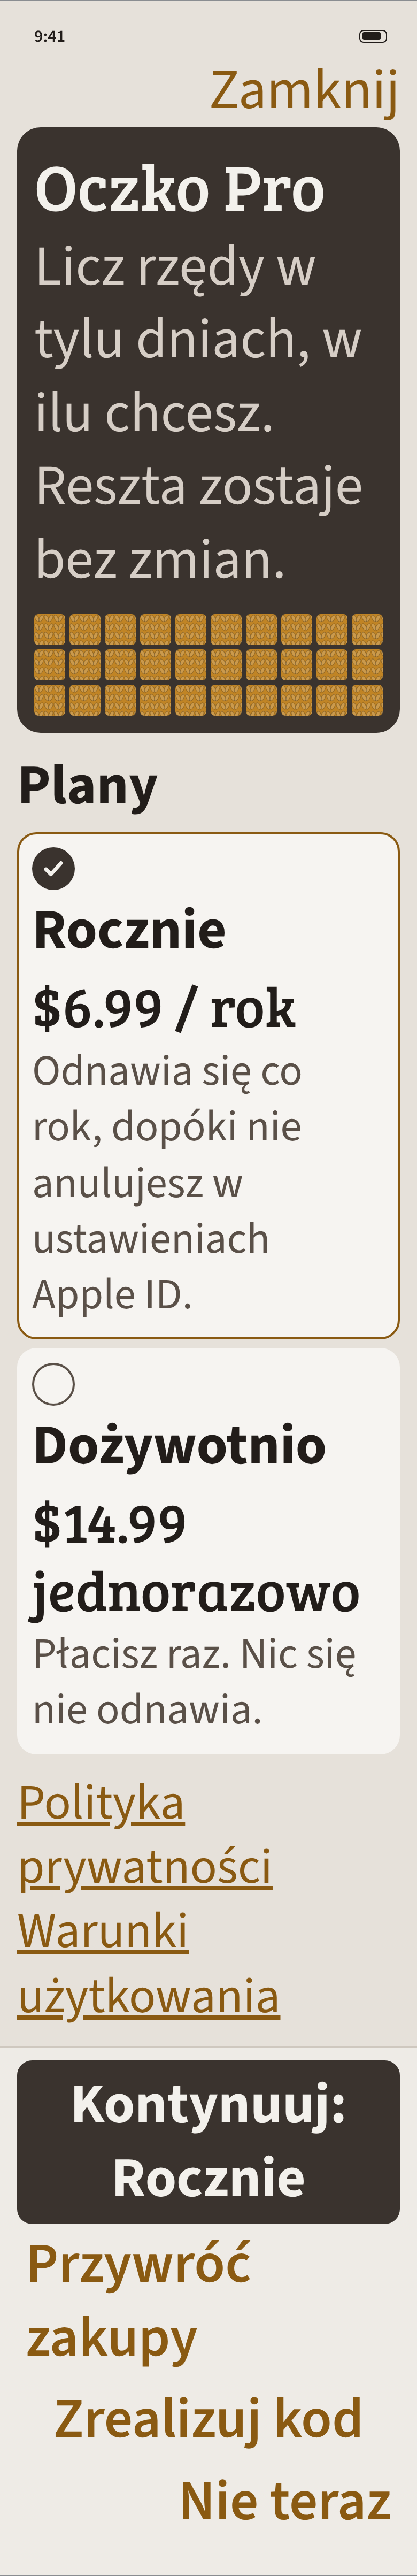 9:41
Zamknij
Oczko Pro
Licz rzędy w
tylu dniach, w
ilu chcesz.
Reszta zostaje
bez zmian.
Plany
Rocznie
$6.99 / rok
Odnawia się co
rok, dopóki nie
anulujesz w
ustawieniach
Apple ID.
Dożywotnio
$14.99
jednorazowo
Płacisz raz. Nic się
nie odnawia.
Polityka
prywatności
Warunki
użytkowania
Kontynuuj:
Rocznie
Przywróć
zakupy
Zrealizuj kod
Nie teraz